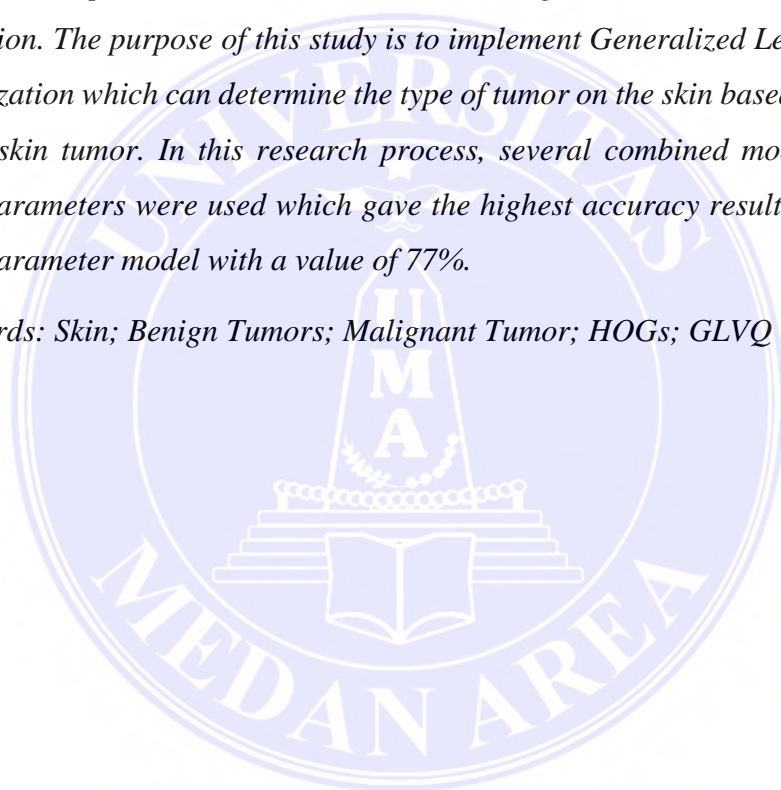 ion. The purpose of this study is to implement Generalized Le
zation which can determine the type of tumor on the skin base
skin tumor. In this research process, several combined mo
arameters were used which gave the highest accuracy result
arameter model with a value of 77%.
rds: Skin; Benign Tumors; Malignant Tumor; HOGs; GLVQ
UNIVERSITAS
U
M
A
MEDAN AREA